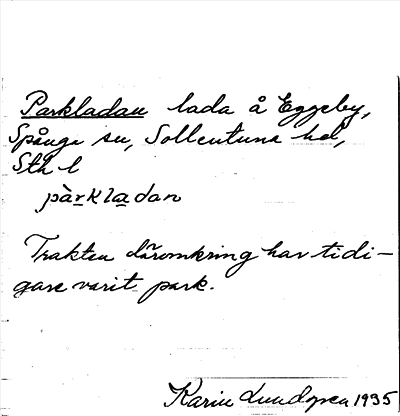 Parkladan lada å Eggeby,
Spånga sn, Sollentuna hd,
Sth l
pàrkladan
Trakten däromkring har tidi-
gare varit park.
Karin Lundgren 1935